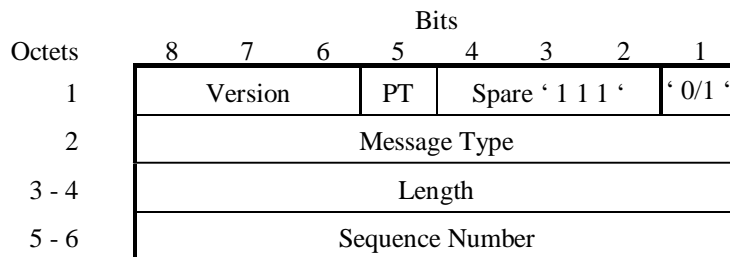 Bits
Octets 8 7 6 5 4 3 2 1
1 Version PT Spare ‘ 1 1 1 ‘ ‘ 0/1 ‘
2 Message Type
3 - 4 Length
5 - 6 Sequence Number